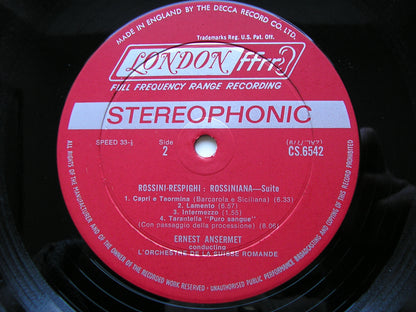 MADE IN ENGLAND BY THE DECCA RECORD CO. LTD.
Trademarks Reg. U.S. Pat. Off.
LONDON ffrr
FULL FREQUENCY RANGE RECORDING
STEREOPHONIC
SPEED 33⅓
Side
2
CS.6542
ROSSINI-RESPIGHI : ROSSINIANA—Suite
1. Capri e Taormina (Barcarola e Siciliana) (6.33)
2. Lamento (6.57)
3. Intermezzo (1.55)
4. Tarantella "Puro sangue"
(Con passaggio della processione) (8.06)
ERNEST ANSERMET
conducting
L'ORCHESTRE DE LA SUISSE ROMANDE
ALL RIGHTS OF THE MANUFACTURER AND OF THE OWNER OF THE RECORDED WORK RESERVED · UNAUTHORISED PUBLIC PERFORMANCE BROADCASTING AND COPYING OF THIS RECORD PROHIBITED